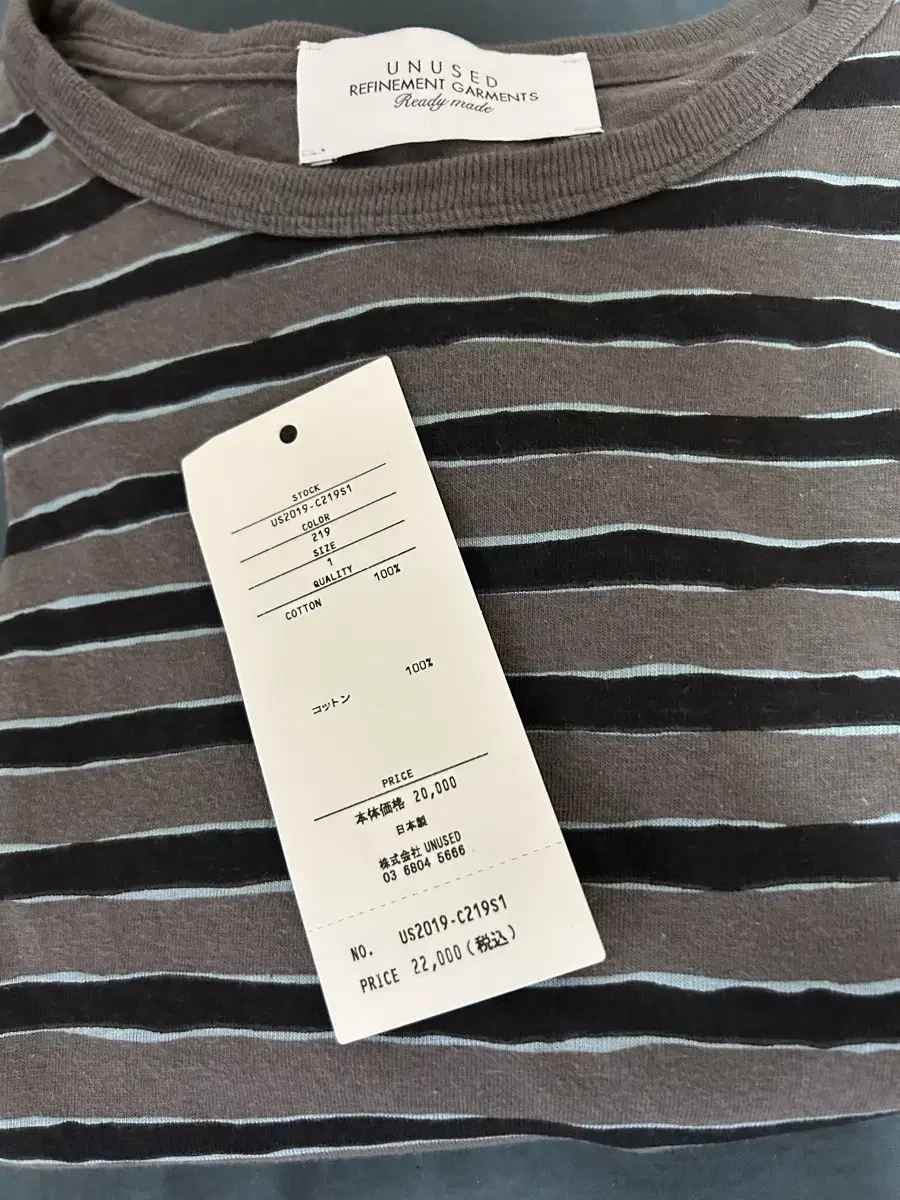 UNUSED
REFINEMENT GARMENTS
Ready made
STOCK
US2019-C219S1
COLOR
219
SIZE
1
QUALITY
COTTON 100%
コットン 100%
PRICE
本体価格 20,000
日本製
株式会社 UNUSED
03 6804 5666
NO. US2019-C219S1
PRICE 22,000(税込)